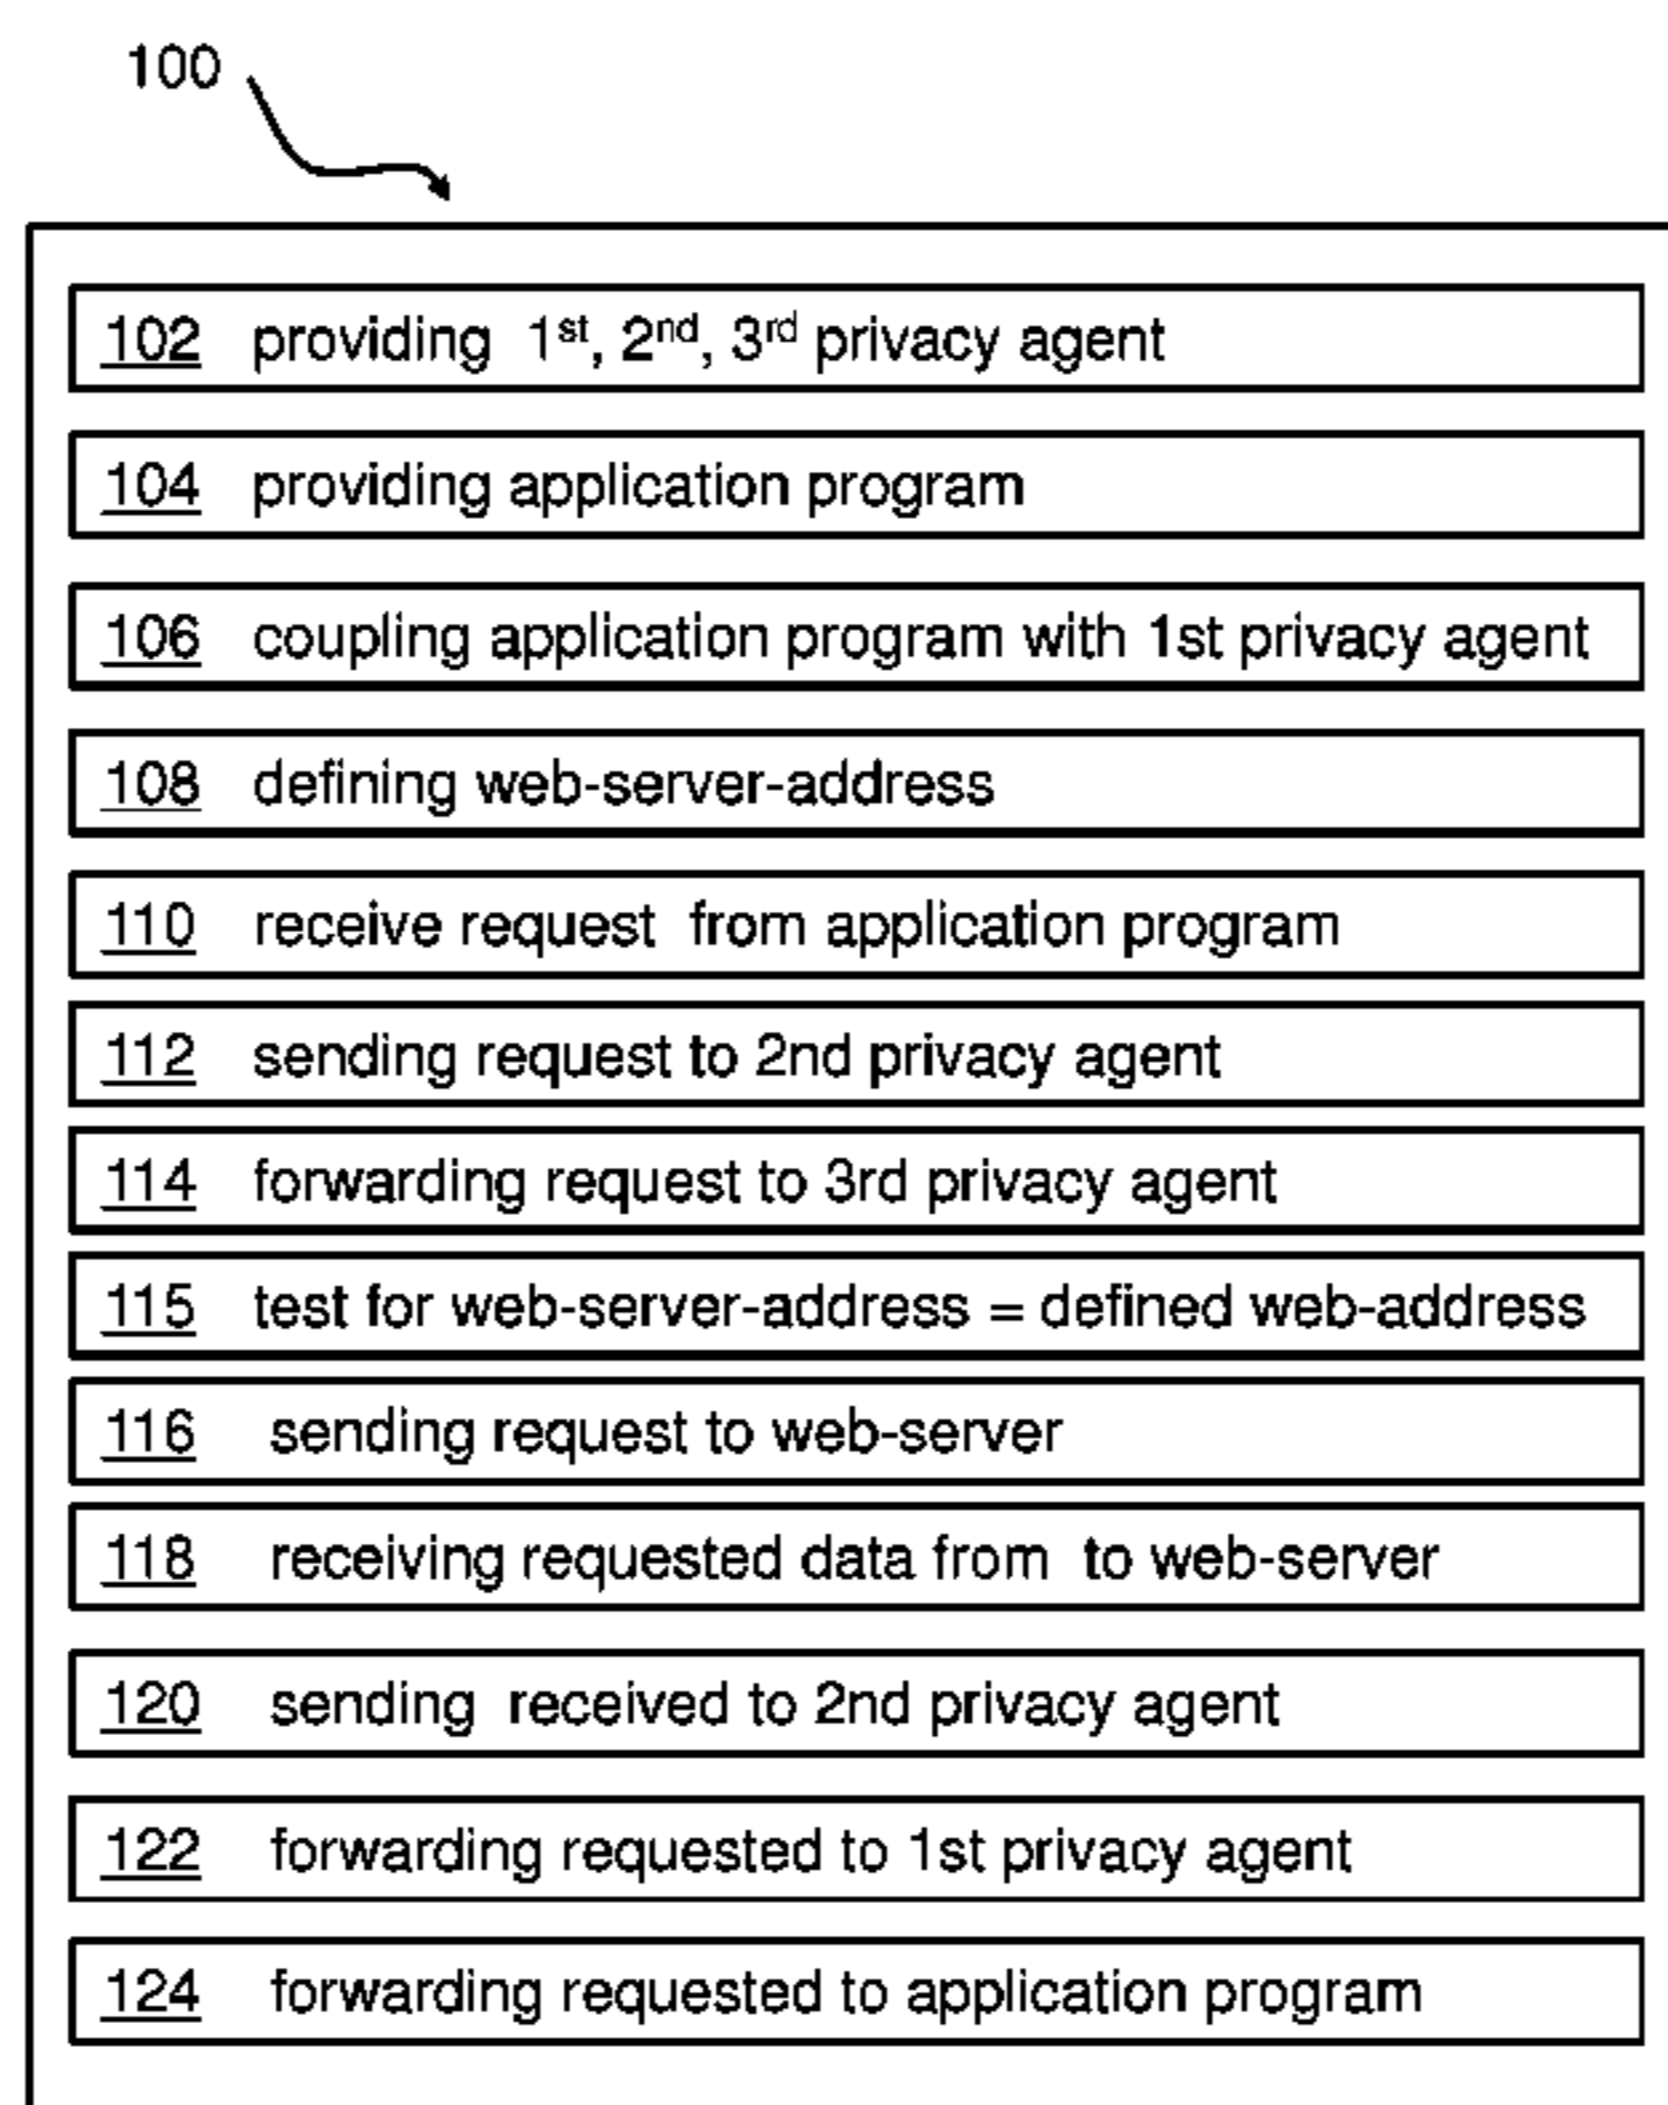 100
102 providing 1st, 2nd, 3rd privacy agent
104 providing application program
106 coupling application program with 1st privacy agent
108 defining web-server-address
110 receive request from application program
112 sending request to 2nd privacy agent
114 forwarding request to 3rd privacy agent
115 test for web-server-address = defined web-address
116 sending request to web-server
118 receiving requested data from to web-server
120 sending received to 2nd privacy agent
122 forwarding requested to 1st privacy agent
124 forwarding requested to application program